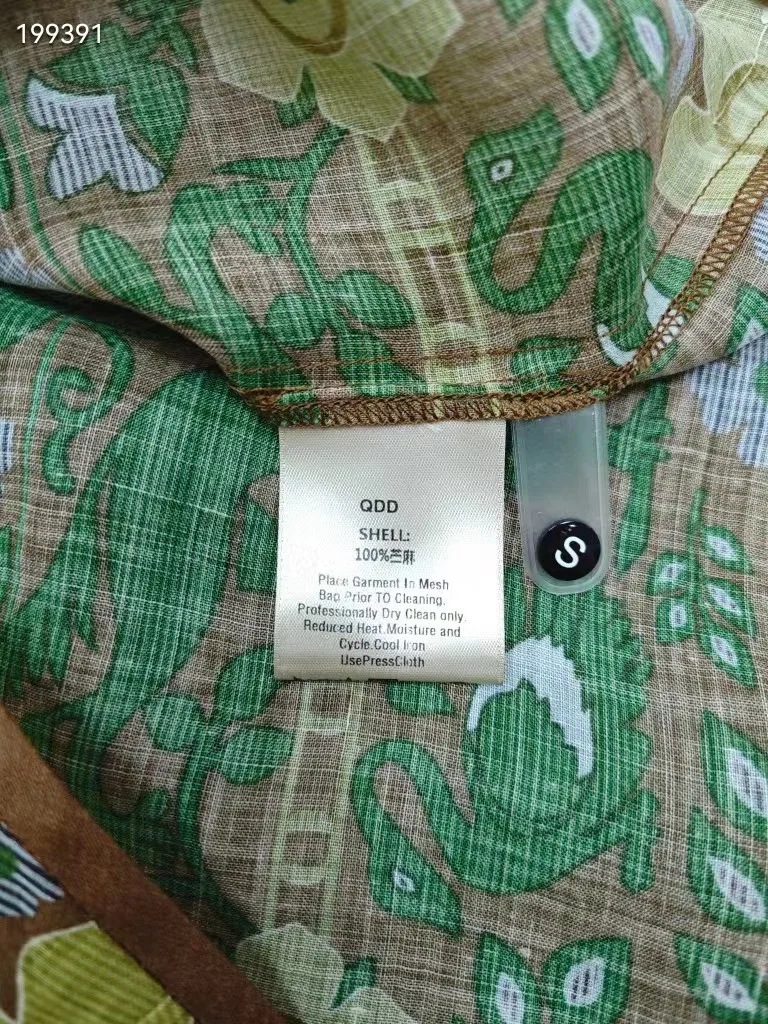 199391
QDD
SHELL:
100%苎麻
Place Garment In Mesh
Bag Prior TO Cleaning.
Professionally Dry Clean only.
Reduced Heat.Moisture and
Cycle.Cool Iron
UsePressCloth
S